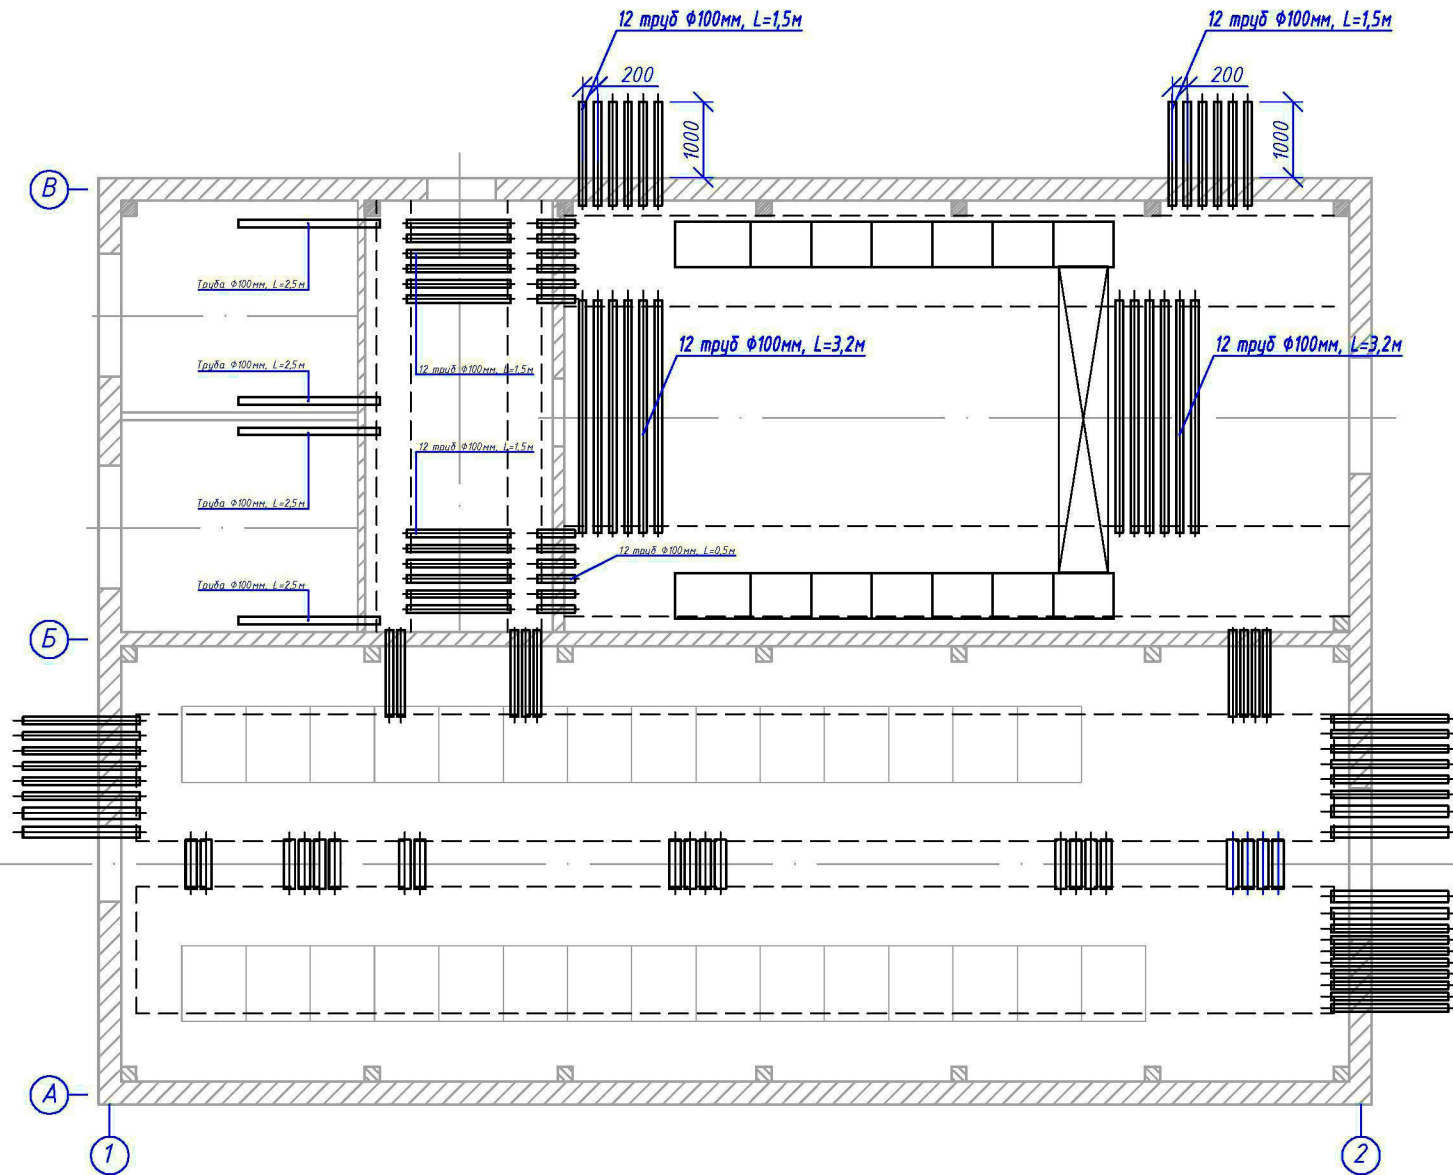 12 труб Ф100мм, L=1,5м
12 труб Ф100мм, L=1,5м
200
200
1000
1000
В
Труба Ф100мм, L=2,5м
12 труб Ф100мм, L=3,2м
12 труб Ф100мм, L=3,2м
Труба Ф100мм, L=2,5м
12 труб Ф100мм, L=1,5м
12 труб Ф100мм, L=1,5м
Труба Ф100мм, L=2,5м
12 труб Ф100мм, L=0,5м
Труба Ф100мм, L=2,5м
Б
А
1
2